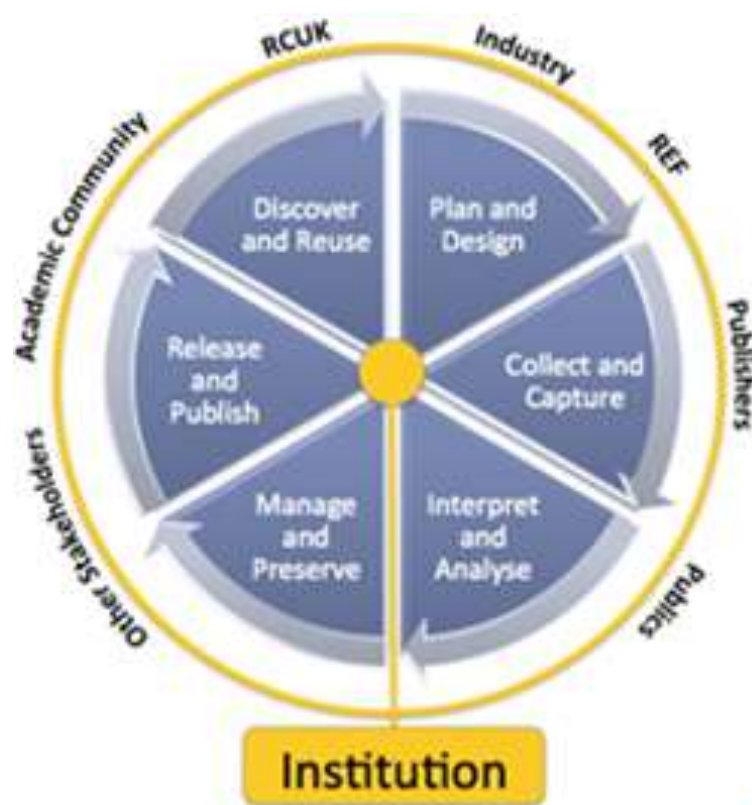 RCUK
Industry
REF
Publishers
Publics
Other Stakeholders
Academic Community
Discover
and Reuse
Plan and
Design
Collect and
Capture
Interpret
and
Analyse
Manage
and
Preserve
Release
and
Publish
Institution